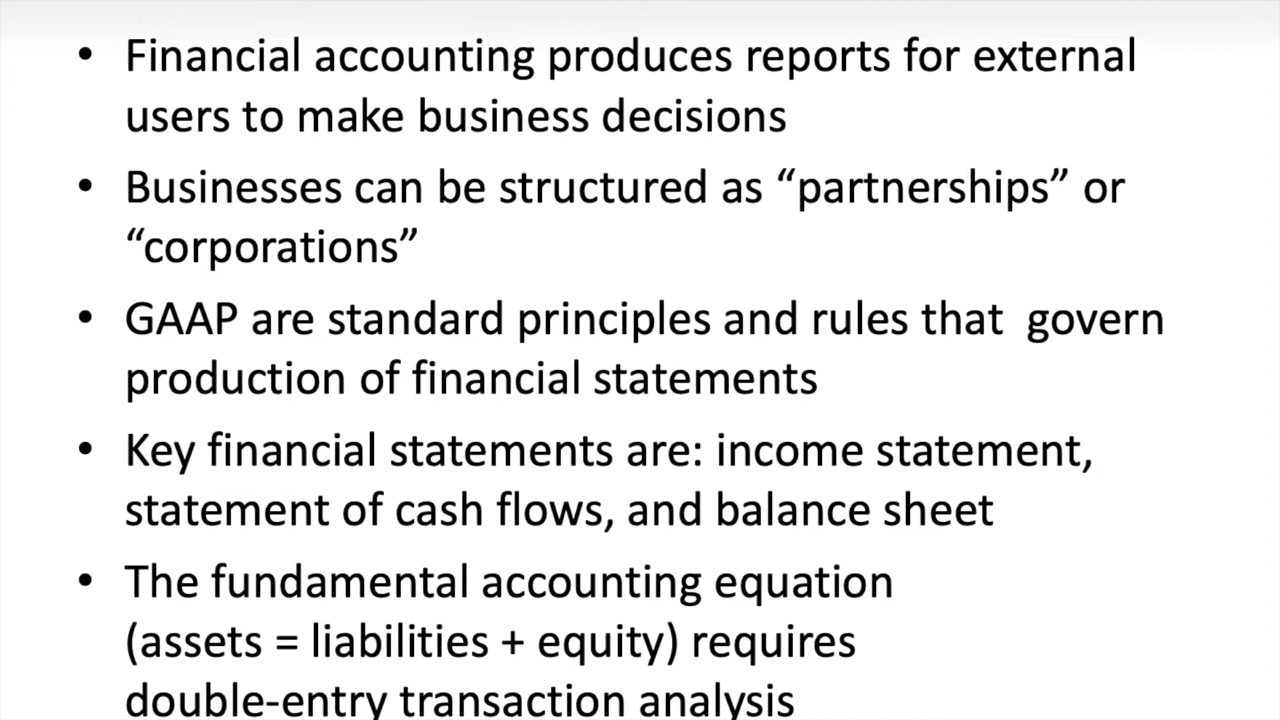 • Financial accounting produces reports for external
users to make business decisions
• Businesses can be structured as “partnerships” or
“corporations”
• GAAP are standard principles and rules that  govern
production of financial statements
• Key financial statements are: income statement,
statement of cash flows, and balance sheet
• The fundamental accounting equation
(assets = liabilities + equity) requires
double-entry transaction analysis